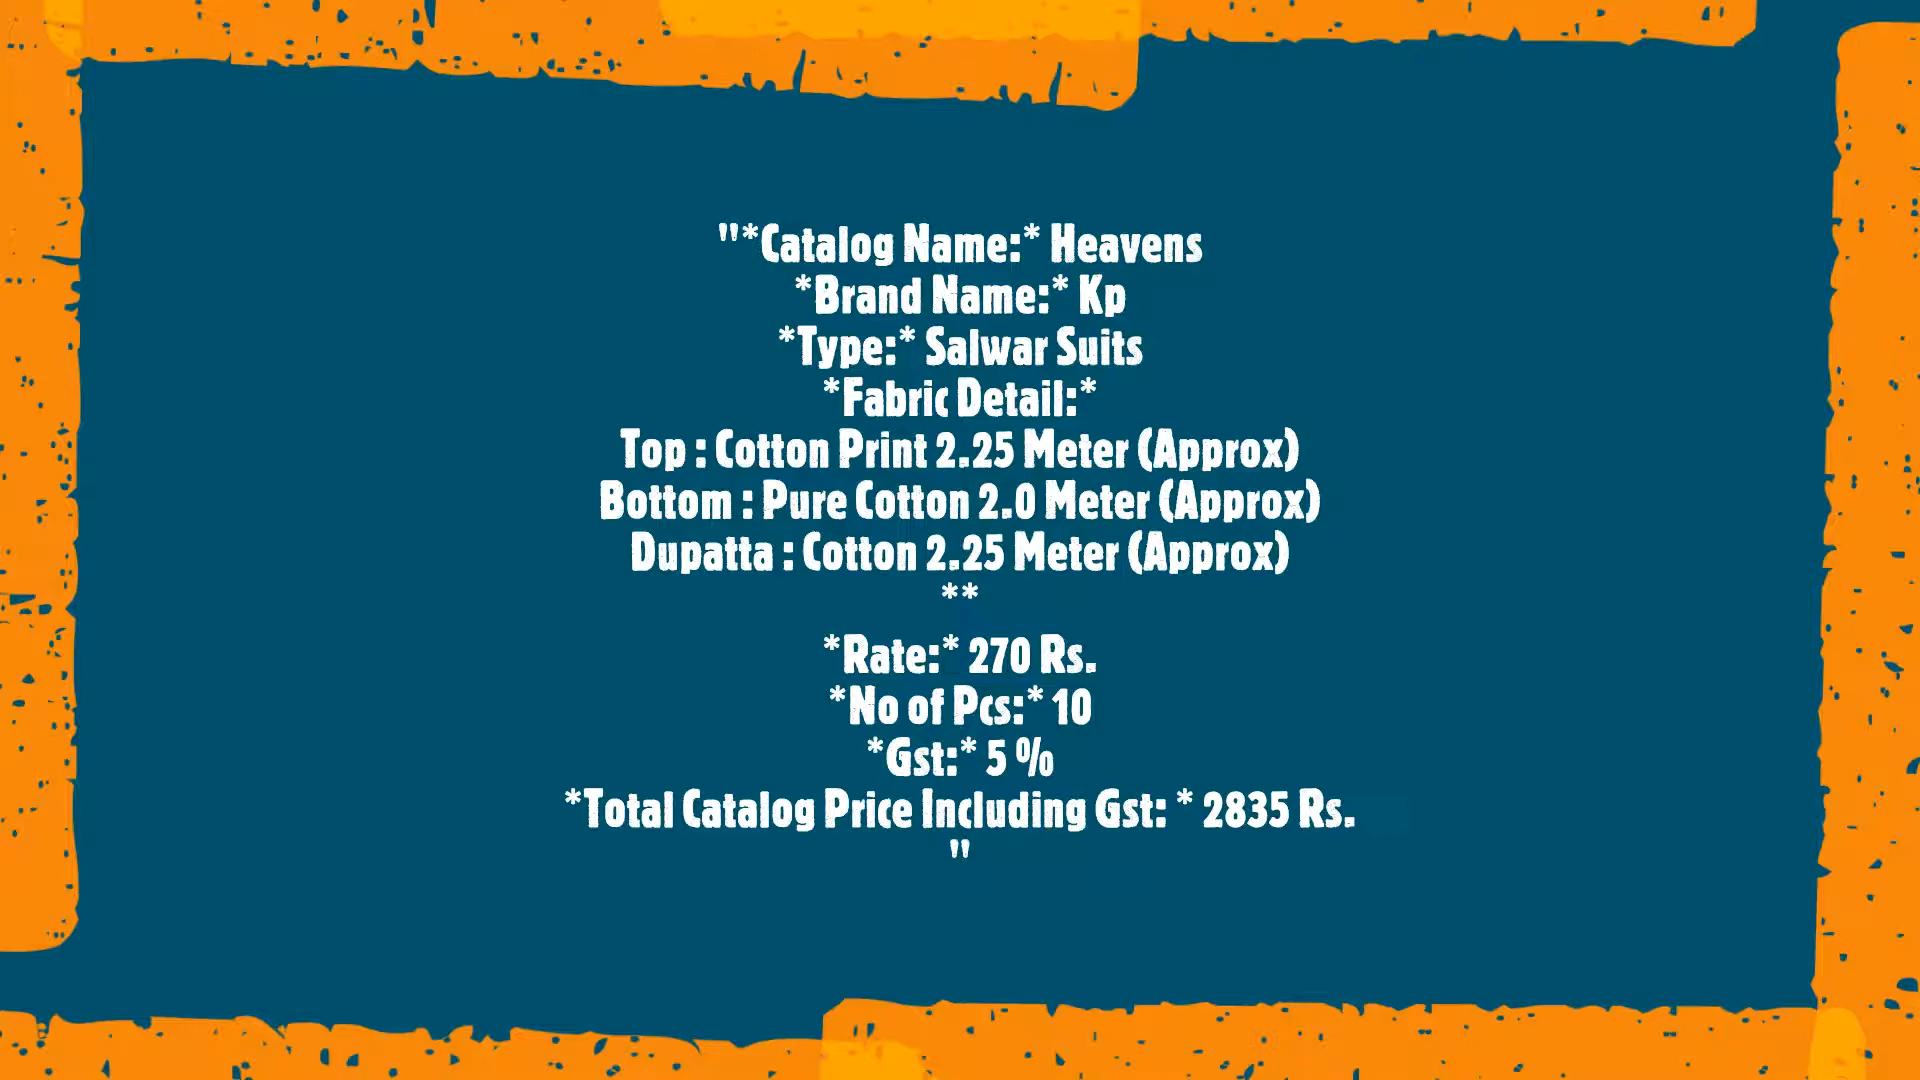 "*Catalog Name:* Heavens
*Brand Name:* Kp
*Type:* Salwar Suits
*Fabric Detail:*
Top : Cotton Print 2.25 Meter (Approx)
Bottom : Pure Cotton 2.0 Meter (Approx)
Dupatta : Cotton 2.25 Meter (Approx)
**
*Rate:* 270 Rs.
*No of Pcs:* 10
*Gst:* 5 %
*Total Catalog Price Including Gst: * 2835 Rs.
"